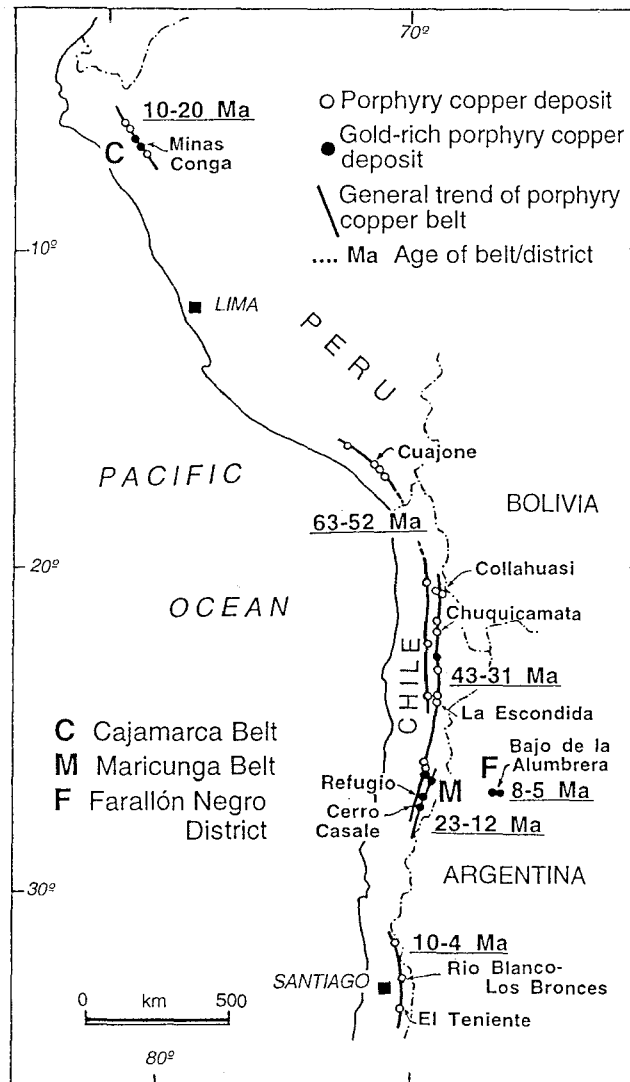 70º
10-20 Ma
C
Minas
Conga
Porphyry copper deposit
Gold-rich porphyry copper
deposit
General trend of porphyry
copper belt
.... Ma Age of belt/district
10º
LIMA
PERU
Cuajone
PACIFIC
BOLIVIA
63-52 Ma
20º
Collahuasi
OCEAN
Chuquicamata
CHILE
43-31 Ma
La Escondida
C Cajamarca Belt
M Maricunga Belt
F Farallón Negro
District
F
Bajo de la
Alumbrera
8-5 Ma
Refugio
M
Cerro
Casale
23-12 Ma
ARGENTINA
30º
10-4 Ma
SANTIAGO
Rio Blanco-
Los Bronces
El Teniente
0 km 500
80º